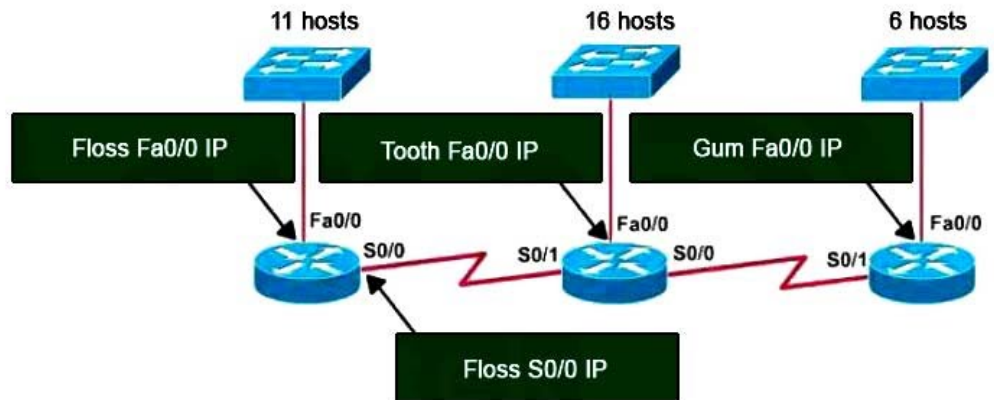 11 hosts
16 hosts
6 hosts
Floss Fa0/0 IP
Tooth Fa0/0 IP
Gum Fa0/0 IP
Fa0/0
Fa0/0
Fa0/0
S0/0
S0/1
S0/0
S0/1
Floss S0/0 IP